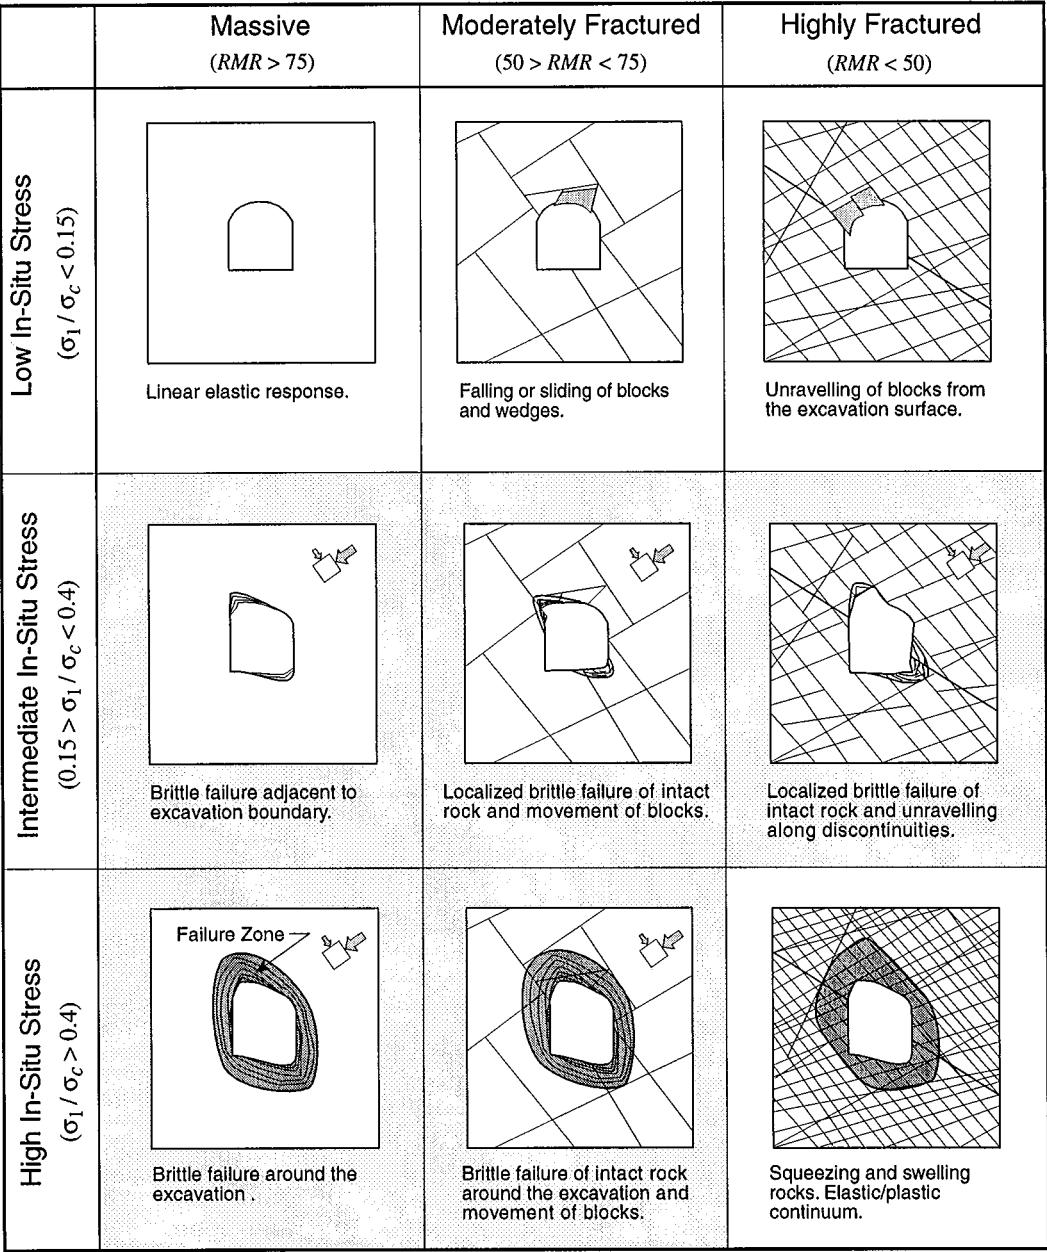 Massive
(RMR > 75)
Moderately Fractured
(50 > RMR < 75)
Highly Fractured
(RMR < 50)
Low In-Situ Stress
(σ1 / σc < 0.15)
Linear elastic response.
Falling or sliding of blocks
and wedges.
Unravelling of blocks from
the excavation surface.
Intermediate In-Situ Stress
(0.15 > σ1 / σc < 0.4)
Brittle failure adjacent to
excavation boundary.
Localized brittle failure of intact
rock and movement of blocks.
Localized brittle failure of
intact rock and unravelling
along discontinuities.
High In-Situ Stress
(σ1 / σc > 0.4)
Failure Zone
Brittle failure around the
excavation .
Brittle failure of intact rock
around the excavation and
movement of blocks.
Squeezing and swelling
rocks. Elastic/plastic
continuum.